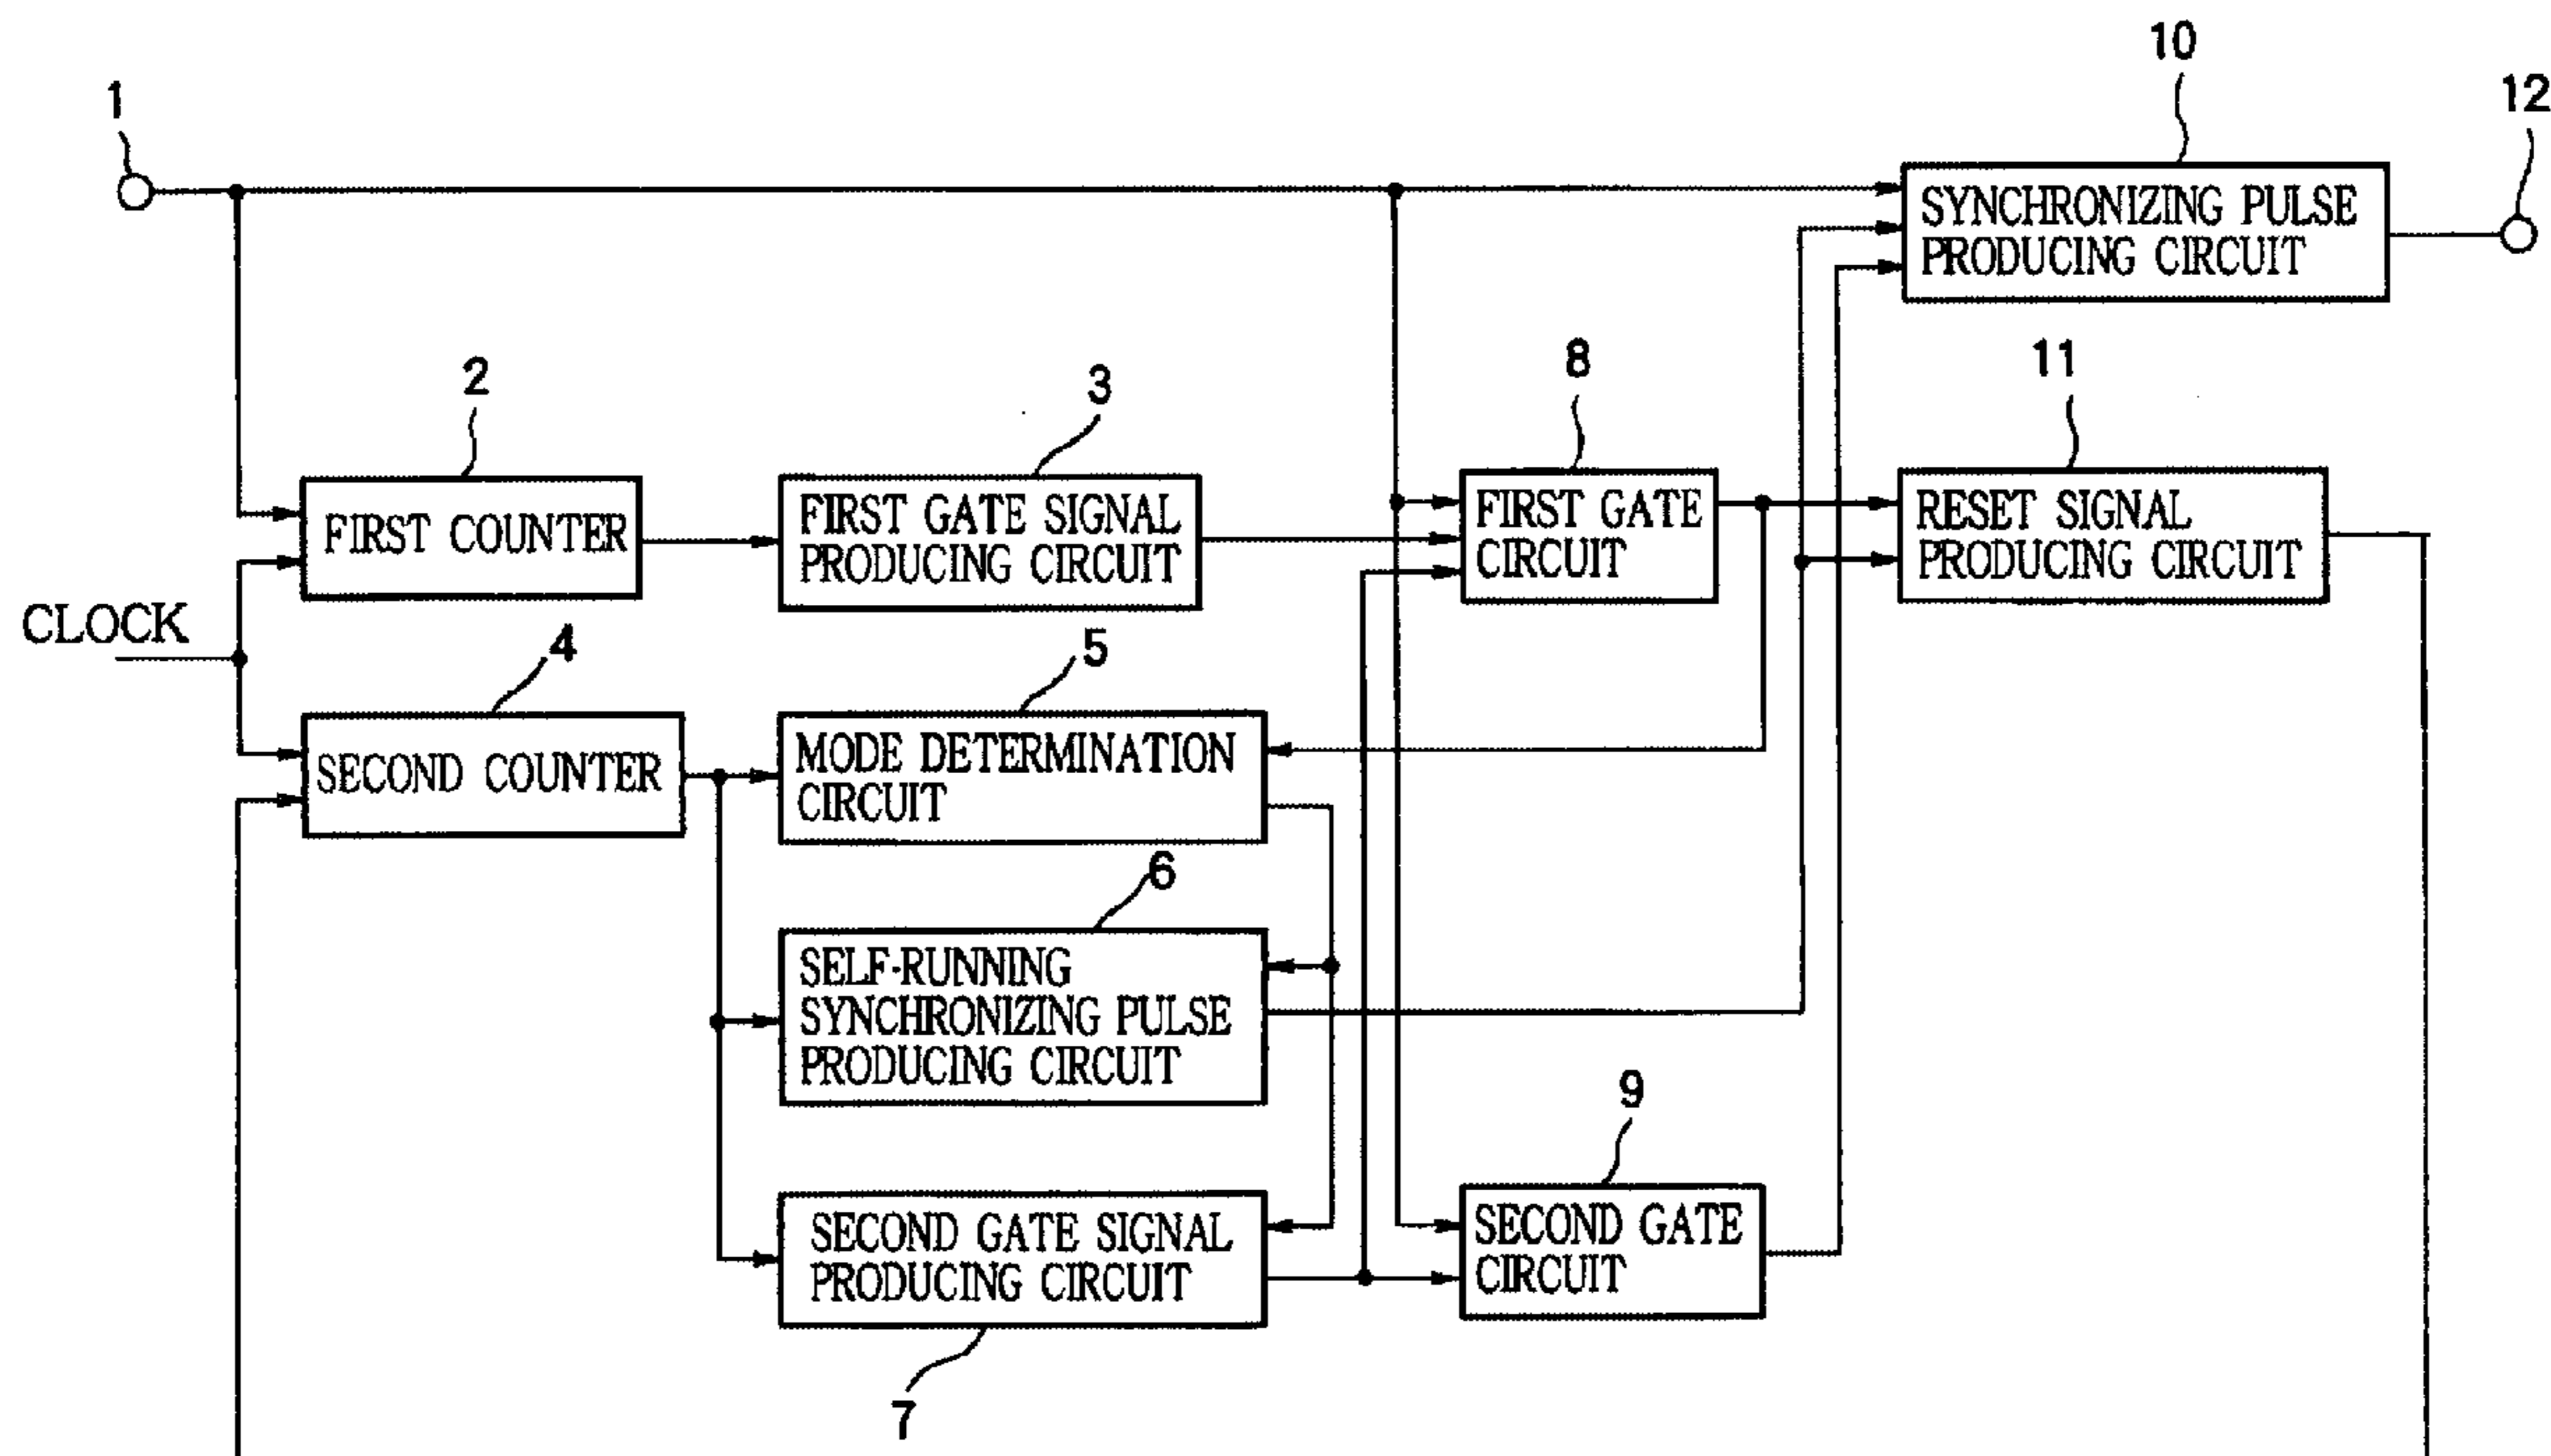 10
12
1
SYNCHRONIZING PULSE
PRODUCING CIRCUIT
2
3
8
11
FIRST COUNTER
FIRST GATE SIGNAL
PRODUCING CIRCUIT
FIRST GATE
CIRCUIT
RESET SIGNAL
PRODUCING CIRCUIT
CLOCK
4
5
SECOND COUNTER
MODE DETERMINATION
CIRCUIT
6
SELF-RUNNING
SYNCHRONIZING PULSE
PRODUCING CIRCUIT
9
SECOND GATE SIGNAL
PRODUCING CIRCUIT
SECOND GATE
CIRCUIT
7